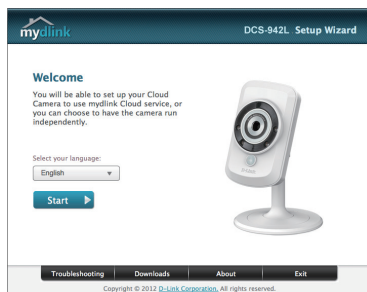 mydlink
DCS-942L Setup Wizard
Welcome
You will be able to set up your Cloud
Camera to use mydlink Cloud service, or
you can choose to have the camera run
independently.
Select your language:
English
Start
D-Link
Troubleshooting
Downloads
About
Exit
Copyright © 2012 D-Link Corporation, All rights reserved.